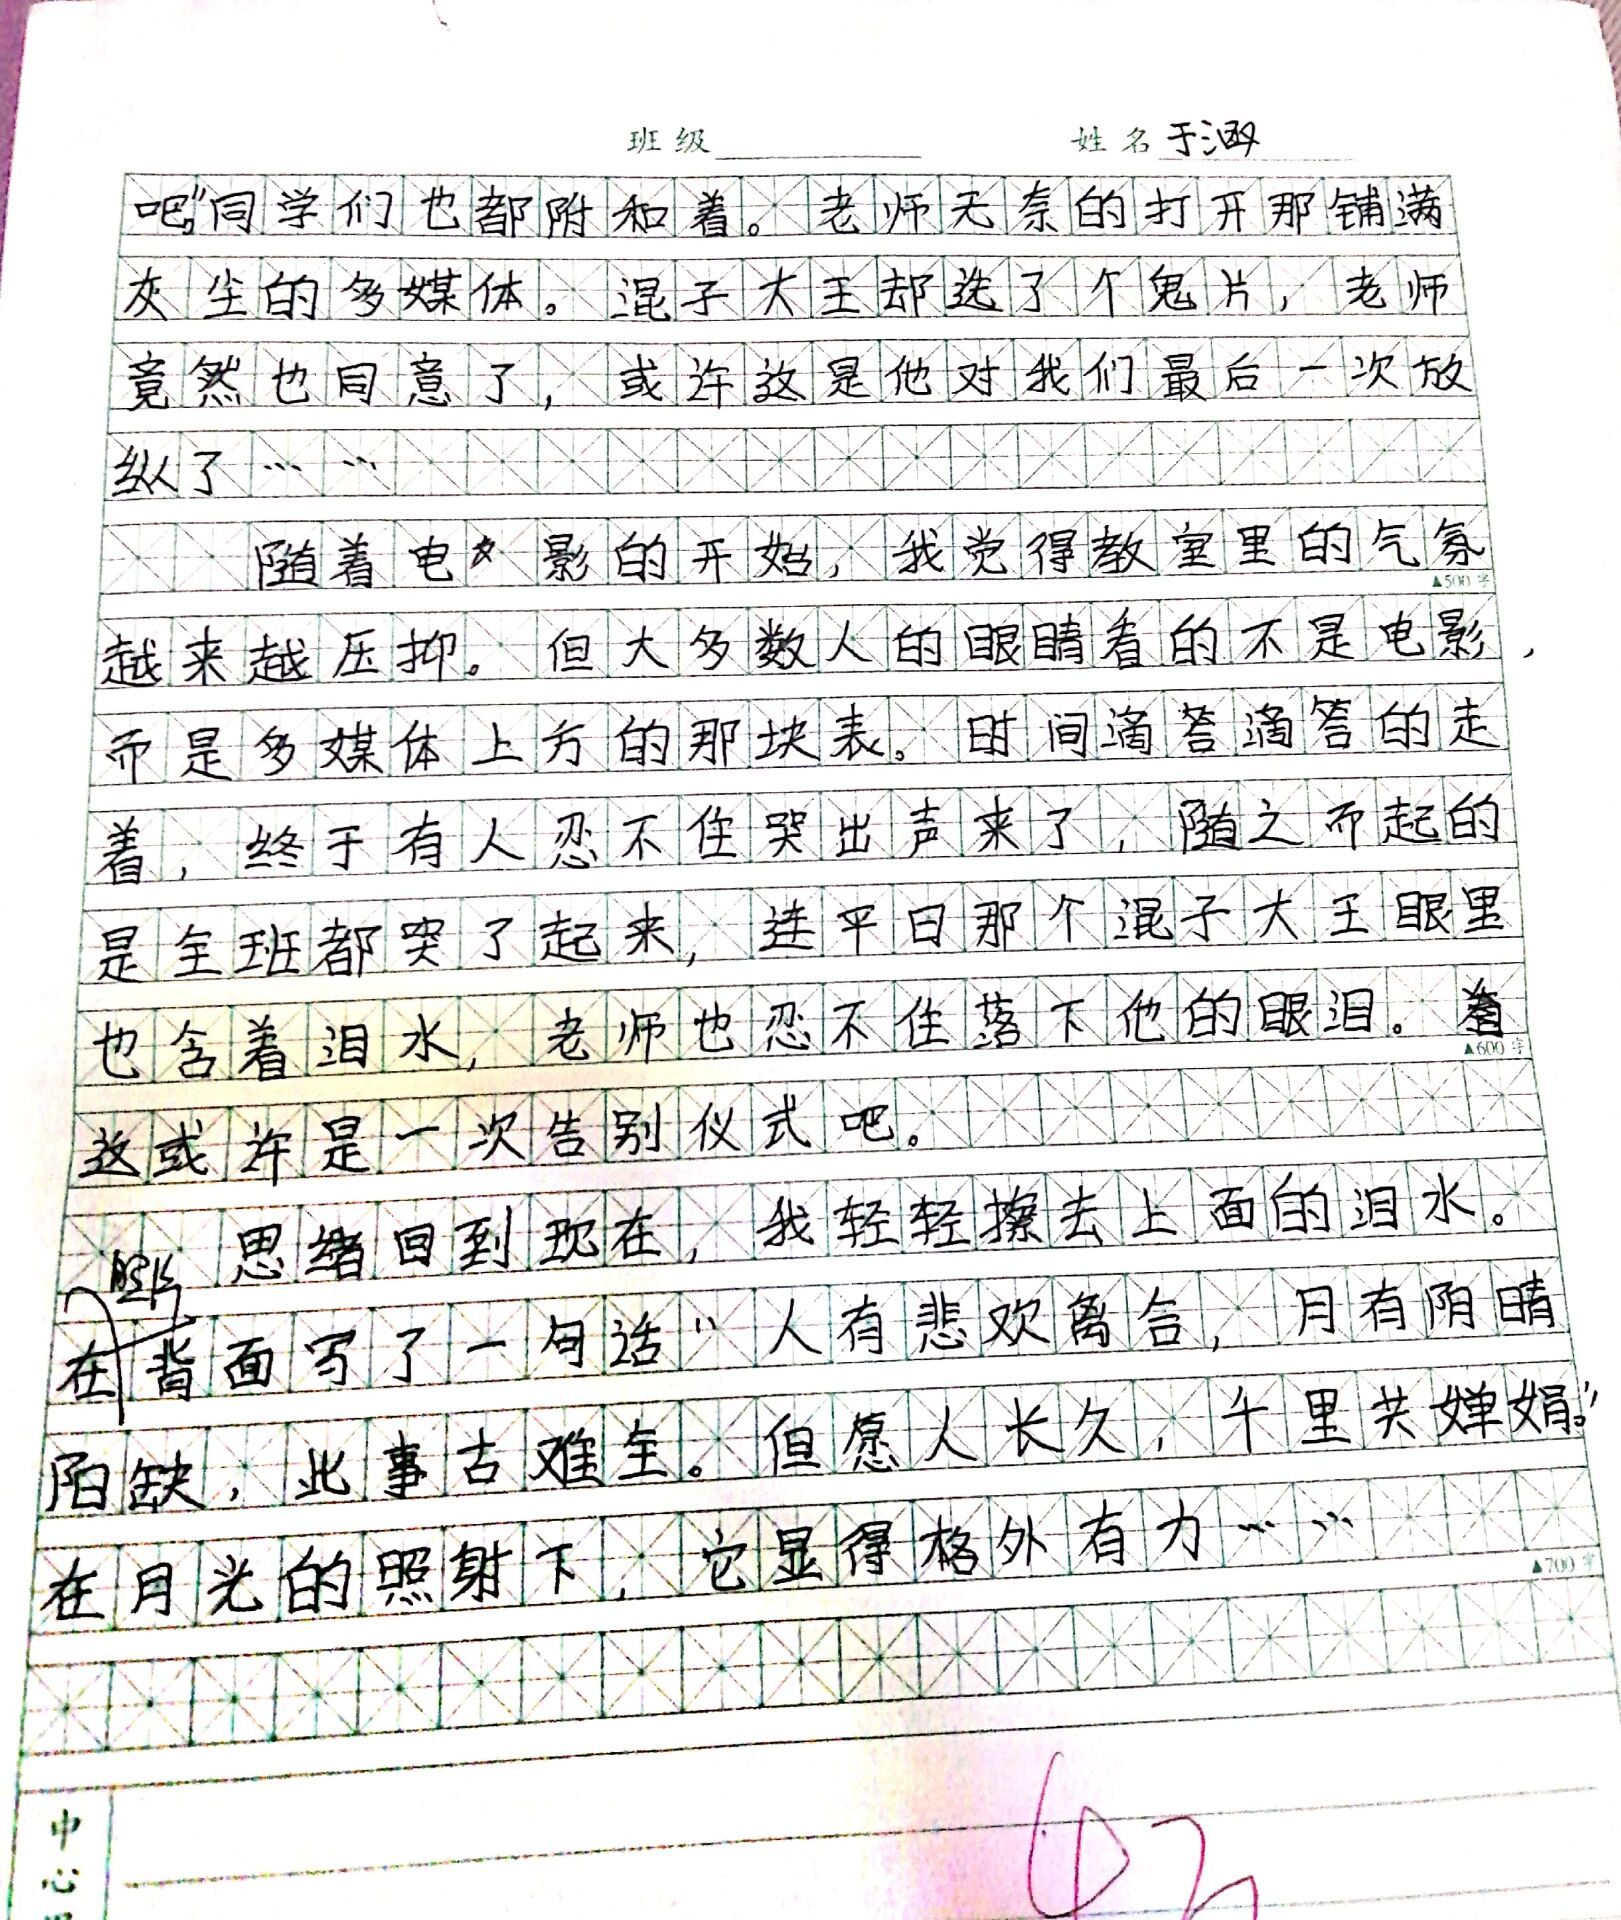 班级 姓名 于涵
吧。”同学们也都附和着。老师无奈的打开那铺满
灰尘的多媒体。混子大王却选了个鬼片，老师
竟然也同意了，或许这是他对我们最后一次放
纵了……
随着电影的开始，我觉得教室里的气氛
▲500字
越来越压抑。但大多数人的眼睛看的不是电影，
而是多媒体上方的那块表。时间滴答滴答的走
着，终于有人忍不住哭出声来了，随之而起的
是全班都哭了起来，连平日那个混子大王眼里
也含着泪水，老师也忍不住落下他的眼泪。
▲600字
这或许是一次告别仪式吧。
思绪回到现在，我轻轻擦去上面的泪水。
在背面写了一句话“人有悲欢离合，月有阴晴
阳缺，此事古难全。但愿人长久，千里共婵娟。”
在月光的照射下，它显得格外有力……
▲700字
中
心